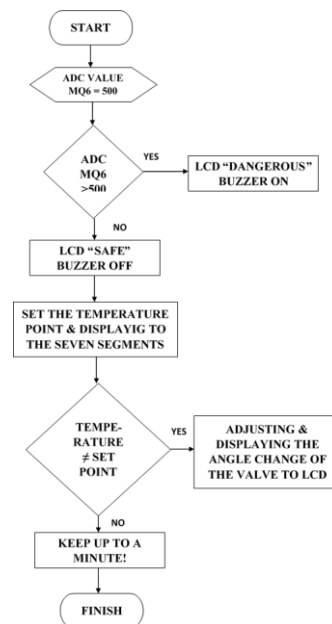 START
ADC VALUE
MQ6 = 500
ADC
MQ6
>500
YES
LCD “DANGEROUS”
BUZZER ON
NO
LCD “SAFE”
BUZZER OFF
SET THE TEMPERATURE
POINT & DISPLAYIG TO
THE SEVEN SEGMENTS
TEMPE-
RATURE
≠ SET
POINT
YES
ADJUSTING &
DISPLAYING THE
ANGLE CHANGE OF
THE VALVE TO LCD
NO
KEEP UP TO A
MINUTE!
FINISH